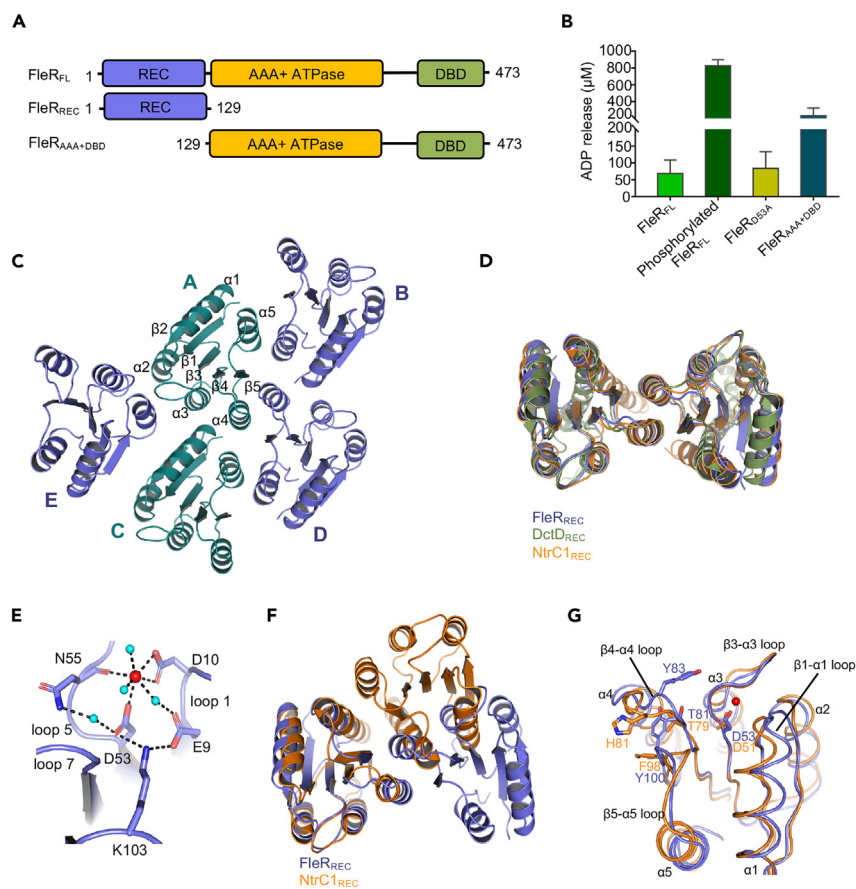 A
FleR_FL 1 REC AAA+ ATPase DBD 473
FleR_REC 1 REC 129
FleR_AAA+DBD 129 AAA+ ATPase DBD 473
B
ADP release (µM)
1000
800
600
400
200
200
150
100
50
0
FleR_FL
Phosphorylated
FleR_FL
FleR_D53A
FleR_AAA+DBD
C
A
α1
B
β2
α5
α2
β1
β3
β4
β5
α3
α4
E
C
D
D
FleR_REC
DctD_REC
NtrC1_REC
E
N55
D10
loop 1
loop 5
D53
E9
loop 7
K103
F
FleR_REC
NtrC1_REC
G
β4-α4
loop
β3-α3 loop
Y83
β1-α1 loop
α3
α4
α2
T81
T79
H81
D53
D51
F98
Y100
β5-α5 loop
α5
α1